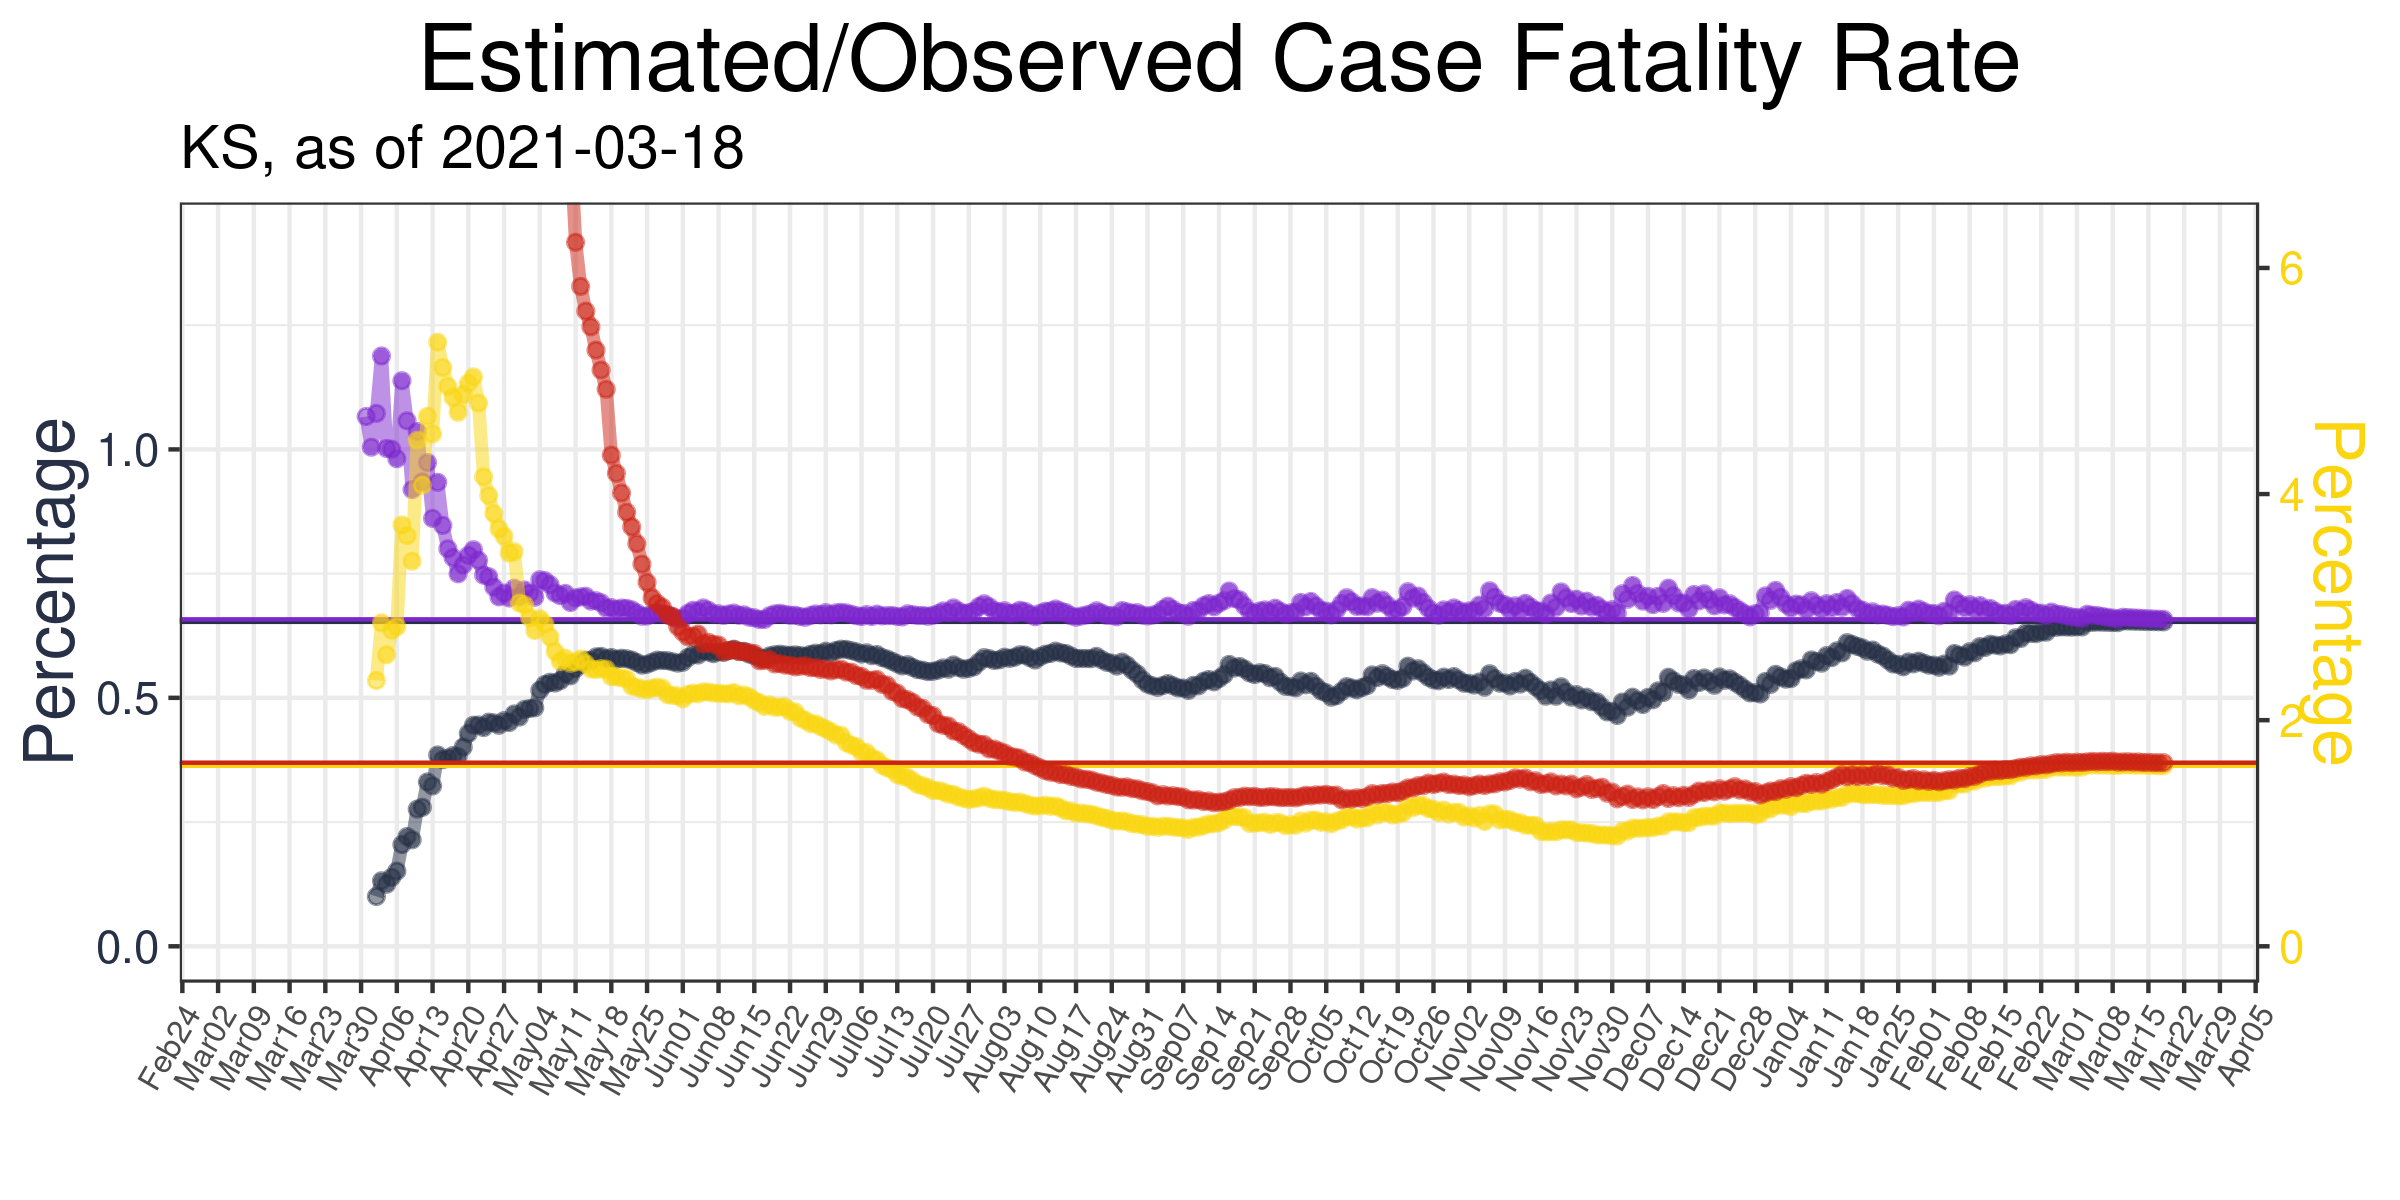 Estimated/Observed Case Fatality Rate
KS, as of 2021-03-18
Percentage
1.0
0.5
0.0
6
4
2
0
Percentage
Feb24
Mar02
Mar09
Mar16
Mar23
Mar30
Apr06
Apr13
Apr20
Apr27
May04
May11
May18
May25
Jun01
Jun08
Jun15
Jun22
Jun29
Jul06
Jul13
Jul20
Jul27
Aug03
Aug10
Aug17
Aug24
Aug31
Sep07
Sep14
Sep21
Sep28
Oct05
Oct12
Oct19
Oct26
Nov02
Nov09
Nov16
Nov23
Nov30
Dec07
Dec14
Dec21
Dec28
Dec04
Jan11
Jan18
Jan25
Feb01
Feb08
Feb15
Feb22
Mar01
Mar08
Mar15
Mar22
Mar29
Apr05